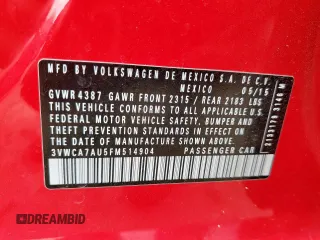 MFD BY VOLKSWAGEN DE MEXICO S.A. DE C.V.
MEXICO 05/15
GVWR 4387 GAWR FRONT 2315 / REAR 2183 LBS
THIS VEHICLE CONFORMS TO ALL APPLICABLE U.S.
FEDERAL MOTOR VEHICLE SAFETY, BUMPER AND
THEFT PREVENTION STANDARDS IN EFFECT ON
THE DATE OF MANUFACTURE SHOWN ABOVE
3VWCA7AU5FM514904 PASSENGER CAR
DREAMBID